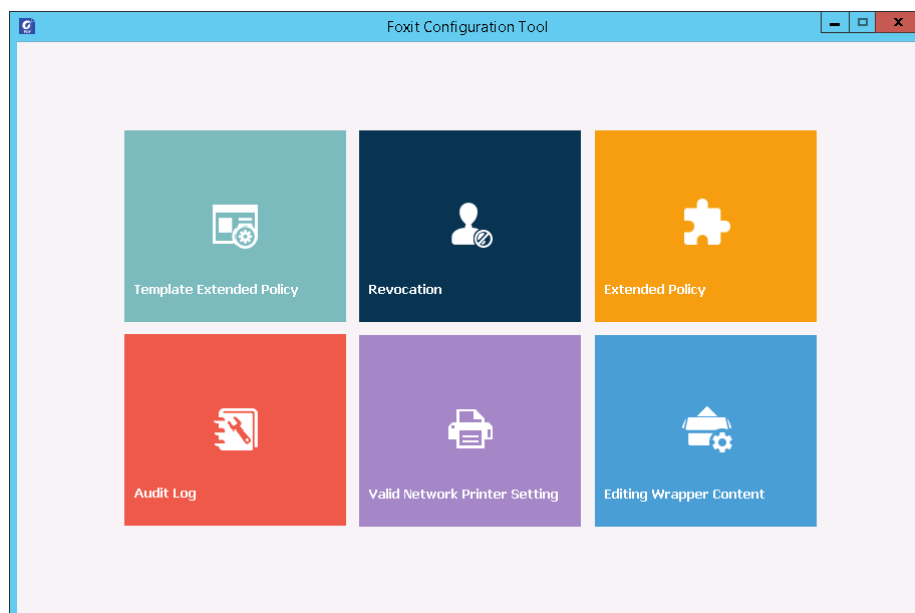 Foxit Configuration Tool
Template Extended Policy
Revocation
Extended Policy
Audit Log
Valid Network Printer Setting
Editing Wrapper Content